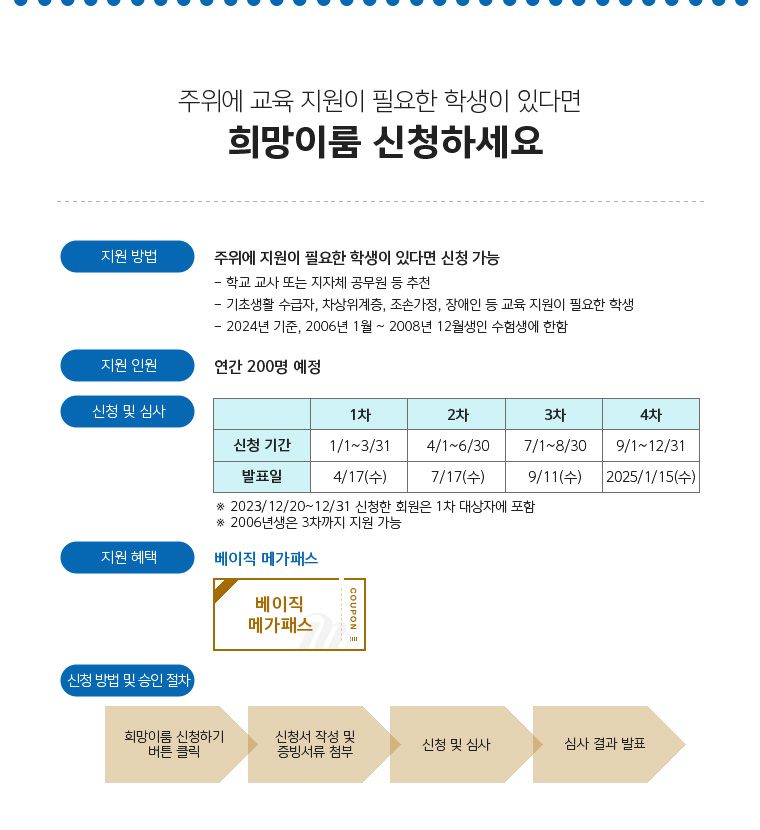 주위에 교육 지원이 필요한 학생이 있다면
희망이룸 신청하세요
지원 방법
주위에 지원이 필요한 학생이 있다면 신청 가능
- 학교 교사 또는 지자체 공무원 등 추천
- 기초생활 수급자, 차상위계층, 조손가정, 장애인 등 교육 지원이 필요한 학생
- 2024년 기준, 2006년 1월 ~ 2008년 12월생인 수험생에 한함
지원 인원
연간 200명 예정
신청 및 심사
1차 2차 3차 4차
신청 기간 1/1~3/31 4/1~6/30 7/1~8/30 9/1~12/31
발표일 4/17(수) 7/17(수) 9/11(수) 2025/1/15(수)
※ 2023/12/20~12/31 신청한 회원은 1차 대상자에 포함
※ 2006년생은 3차까지 지원 가능
지원 혜택
베이직 메가패스
베이직
메가패스
COUPON
신청 방법 및 승인 절차
희망이룸 신청하기
버튼 클릭
신청서 작성 및
증빙서류 첨부
신청 및 심사
심사 결과 발표